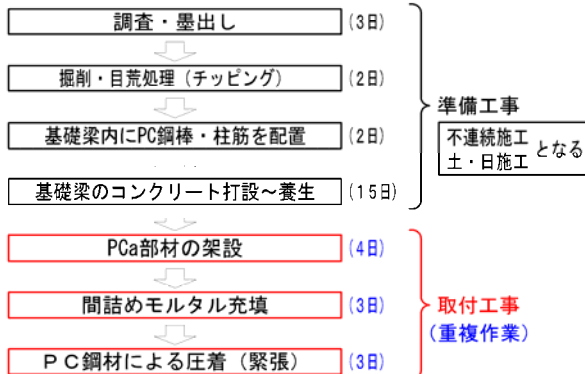 調査・墨出し (3日)
掘削・目荒処理（チッピング） (2日)
基礎梁内にPC鋼棒・柱筋を配置 (2日)
基礎梁のコンクリート打設～養生 (15日)
準備工事
不連続施工
土・日施工
となる
PCa部材の架設 (4日)
間詰めモルタル充填 (3日)
ＰＣ鋼材による圧着（緊張） (3日)
取付工事
(重複作業)